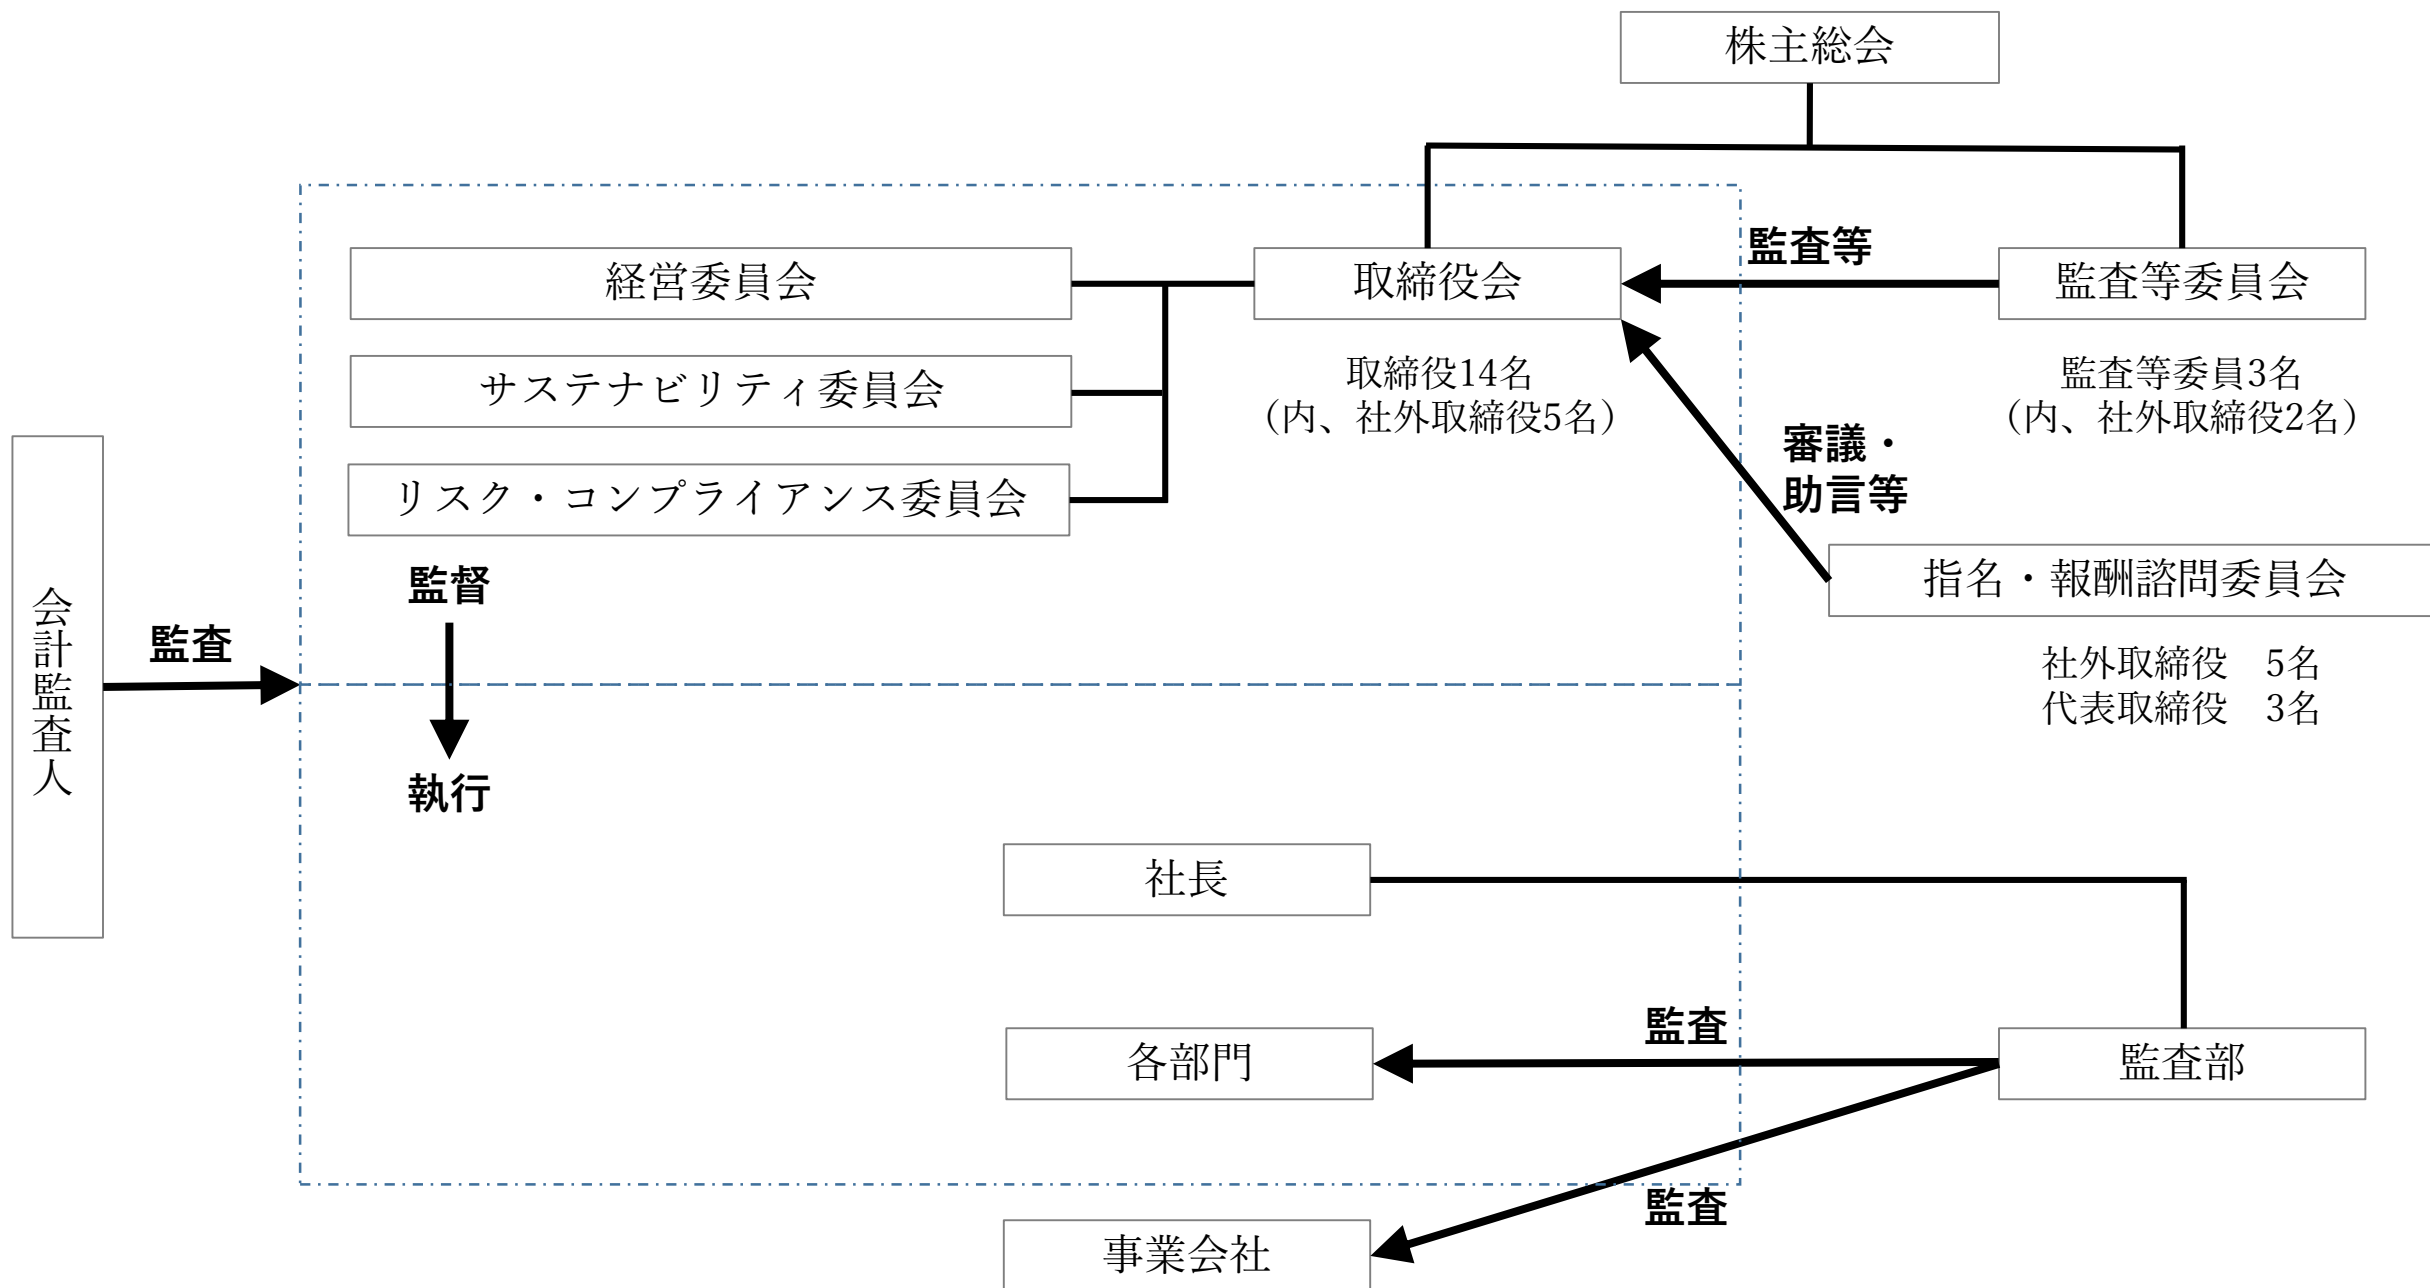 株主総会
監査等
経営委員会
取締役会
監査等委員会
サステナビリティ委員会
取締役14名
（内、社外取締役5名）
監査等委員3名
（内、社外取締役2名）
審議・
助言等
リスク・コンプライアンス委員会
指名・報酬諮問委員会
社外取締役　5名
代表取締役　3名
監督
会計監査人
監査
執行
社長
監査
各部門
監査部
監査
事業会社